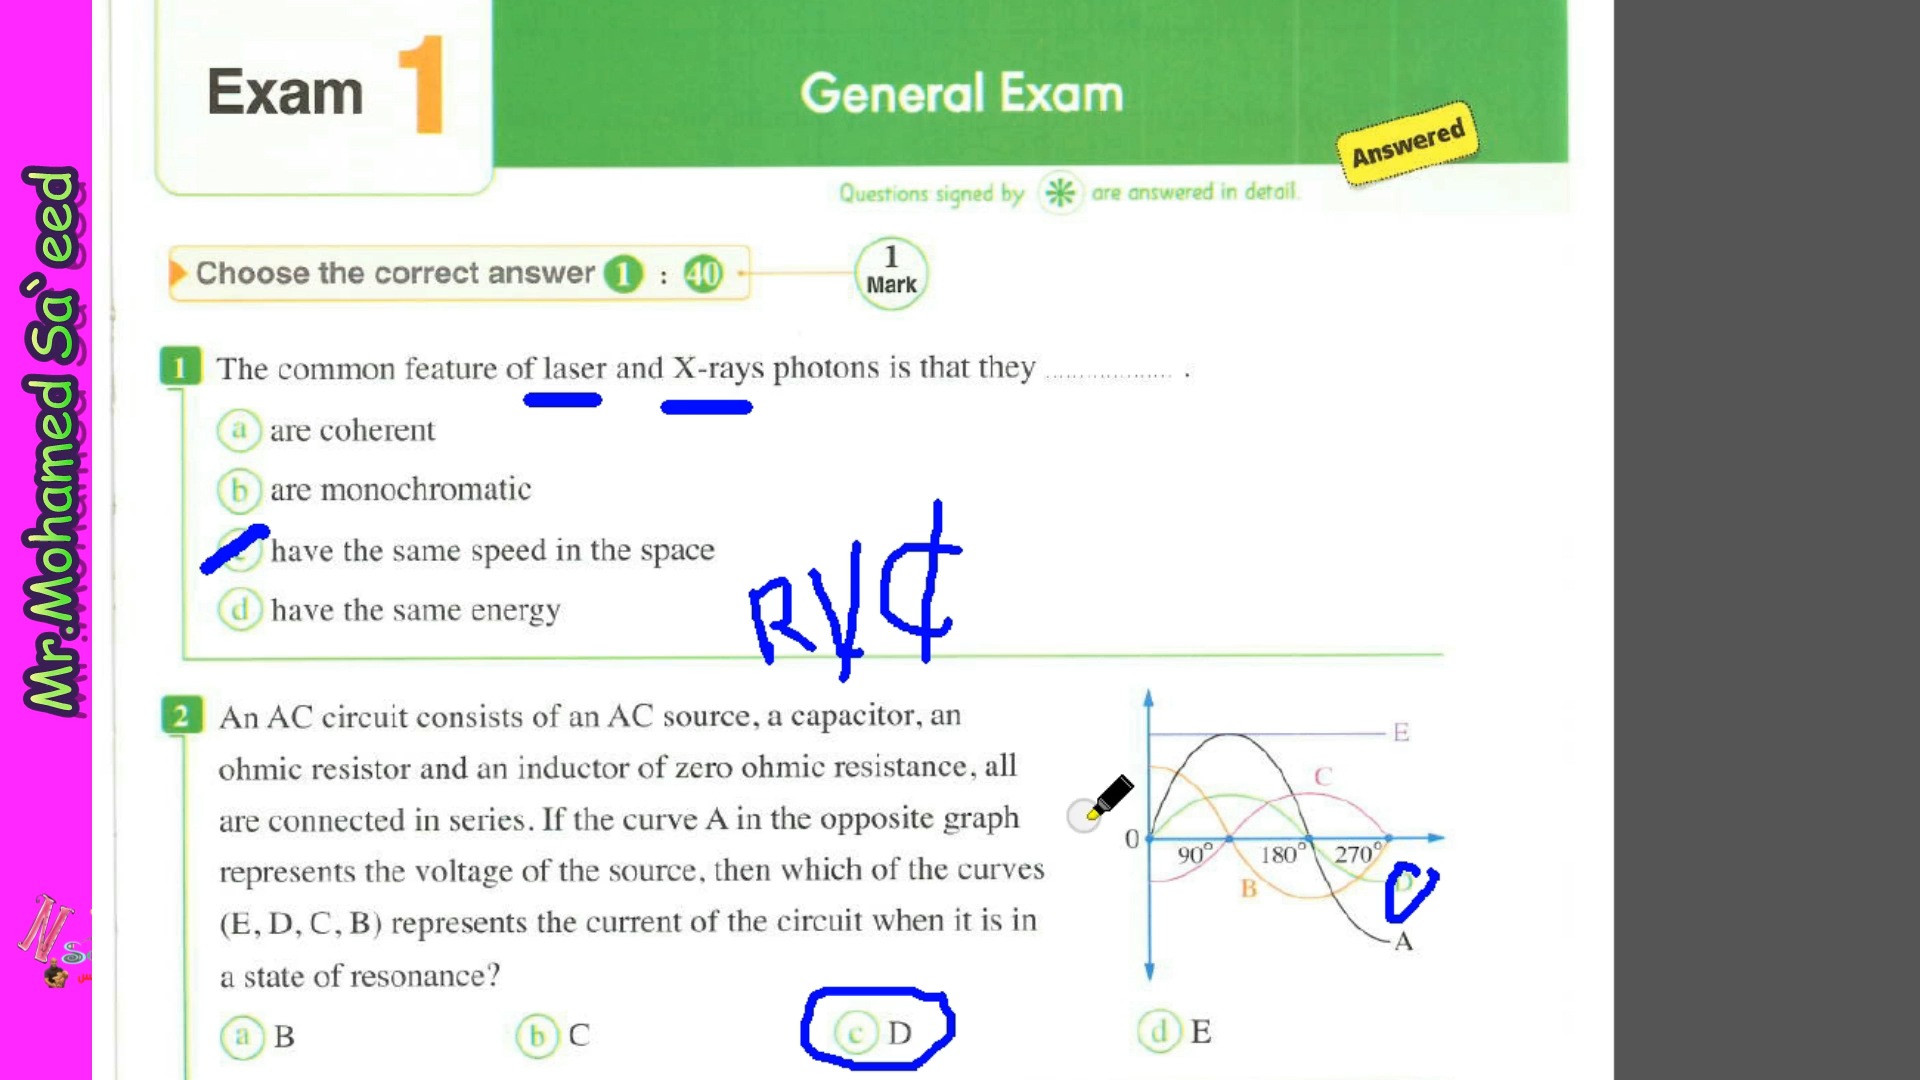 Mr.Mohamed Sa`eed
Exam 1
General Exam
Answered
Questions signed by ✳ are answered in detail.
Choose the correct answer 1 : 40
1 Mark
1 The common feature of laser and X-rays photons is that they .................. .
a are coherent
b are monochromatic
have the same speed in the space
d have the same energy
2 An AC circuit consists of an AC source, a capacitor, an
ohmic resistor and an inductor of zero ohmic resistance, all
are connected in series. If the curve A in the opposite graph
represents the voltage of the source, then which of the curves
(E, D, C, B) represents the current of the circuit when it is in
a state of resonance?
E
C
0
90°
180°
270°
B
D
A
a B
b C
c D
d E